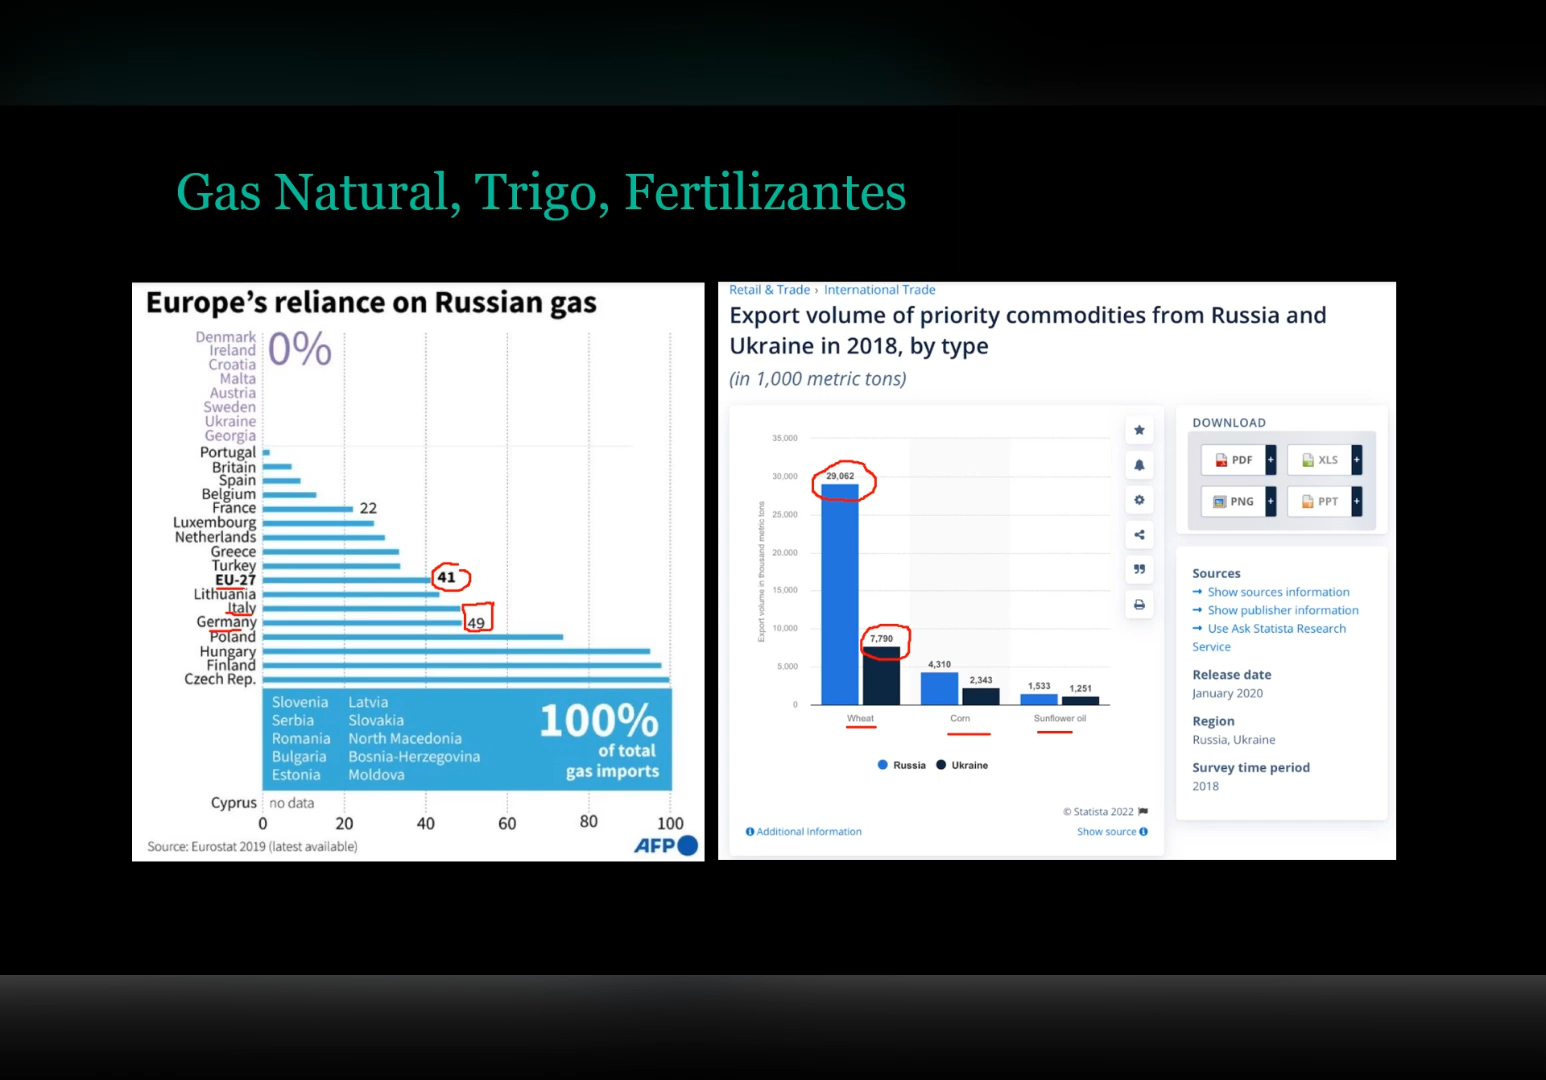 Gas Natural, Trigo, Fertilizantes
Europe's reliance on Russian gas
Denmark
Ireland
Croatia
Malta
Austria
Sweden
Ukraine
Georgia
0%
Portugal
Britain
Spain
Belgium
France 22
Luxembourg
Netherlands
Greece
Turkey
EU-27 41
Lithuania
Italy
Germany 49
Poland
Hungary
Finland
Czech Rep.
Slovenia Latvia
Serbia Slovakia
Romania North Macedonia
Bulgaria Bosnia-Herzegovina
Estonia Moldova
100%
of total
gas imports
Cyprus no data
0 20 40 60 80 100
Source: Eurostat 2019 (latest available)
AFP
Retail & Trade › International Trade
Export volume of priority commodities from Russia and
Ukraine in 2018, by type
(in 1,000 metric tons)
Export volume in thousand metric tons
35,000
30,000
25,000
20,000
15,000
10,000
5,000
0
29,062
7,790
4,310
2,343
1,533
1,251
Wheat Corn Sunflower oil
Russia Ukraine
© Statista 2022
Additional Information Show source
DOWNLOAD
PDF + XLS +
PNG + PPT +
Sources
→ Show sources information
→ Show publisher information
→ Use Ask Statista Research
Service
Release date
January 2020
Region
Russia, Ukraine
Survey time period
2018